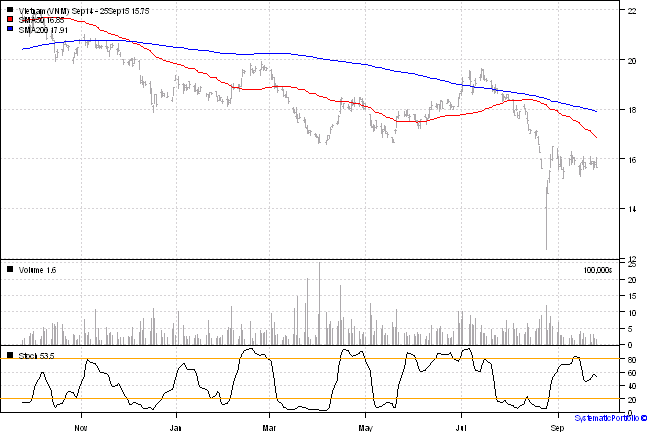 Vietnam (VNM) Sep14 - 25Sep15 15.75
SMA50 16.85
SMA200 17.91
22
20
18
16
14
12
Volume 1.6
100,000s
25
20
15
10
5
0
Stoch 53.5
80
60
40
20
0
Nov Jan Mar May Jul Sep
SystematicPortfolio ©